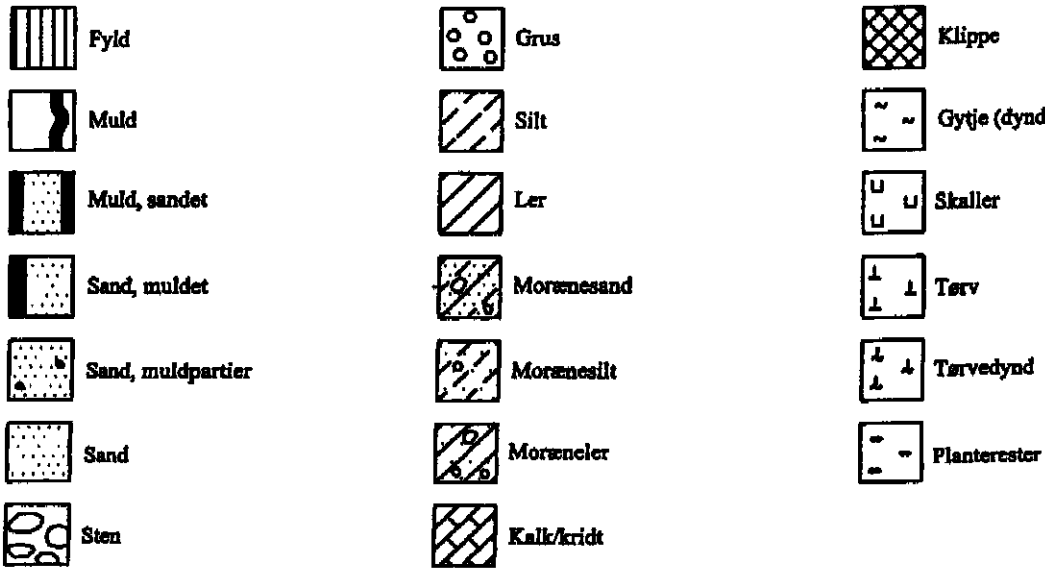 Fyld
Muld
Muld, sandet
Sand, muldet
Sand, muldpartier
Sand
Sten
Grus
Silt
Ler
Morænesand
Morænesilt
Moræneler
Kalk/kridt
Klippe
Gytje (dynd
Skaller
Tørv
Tørvedynd
Planterester